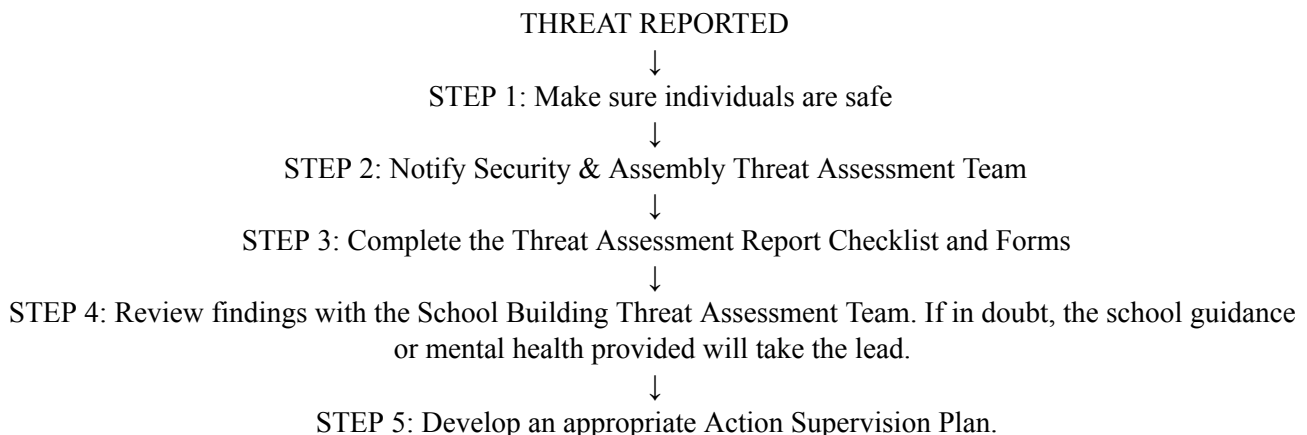 THREAT REPORTED
↓
STEP 1: Make sure individuals are safe
↓
STEP 2: Notify Security & Assembly Threat Assessment Team
↓
STEP 3: Complete the Threat Assessment Report Checklist and Forms
↓
STEP 4: Review findings with the School Building Threat Assessment Team. If in doubt, the school guidance
or mental health provided will take the lead.
↓
STEP 5: Develop an appropriate Action Supervision Plan.